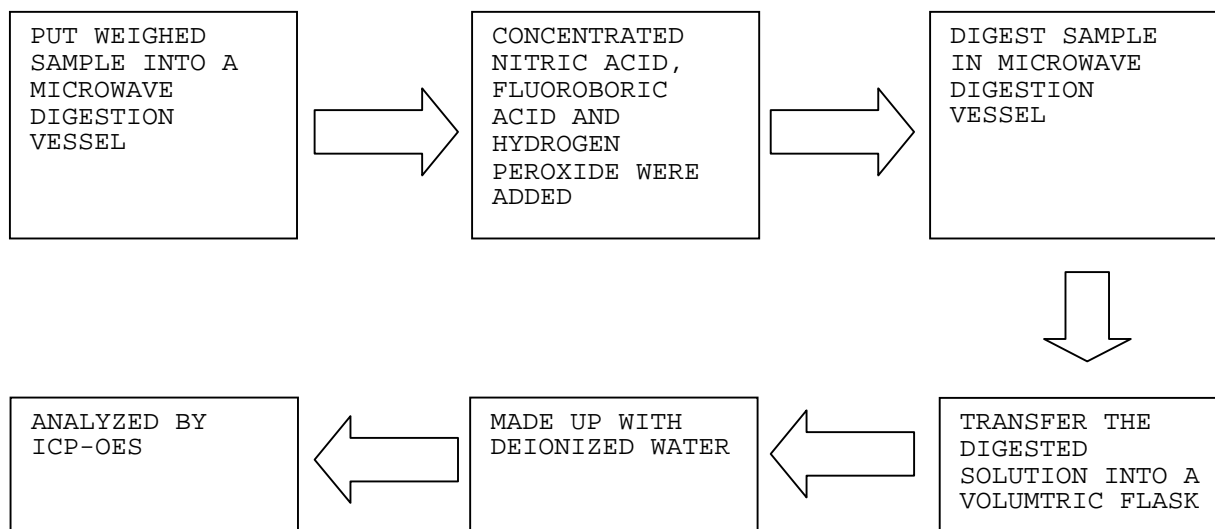 PUT WEIGHED
SAMPLE INTO A
MICROWAVE
DIGESTION
VESSEL
CONCENTRATED
NITRIC ACID,
FLUOROBORIC
ACID AND
HYDROGEN
PEROXIDE WERE
ADDED
DIGEST SAMPLE
IN MICROWAVE
DIGESTION
VESSEL
TRANSFER THE
DIGESTED
SOLUTION INTO A
VOLUMTRIC FLASK
MADE UP WITH
DEIONIZED WATER
ANALYZED BY
ICP-OES